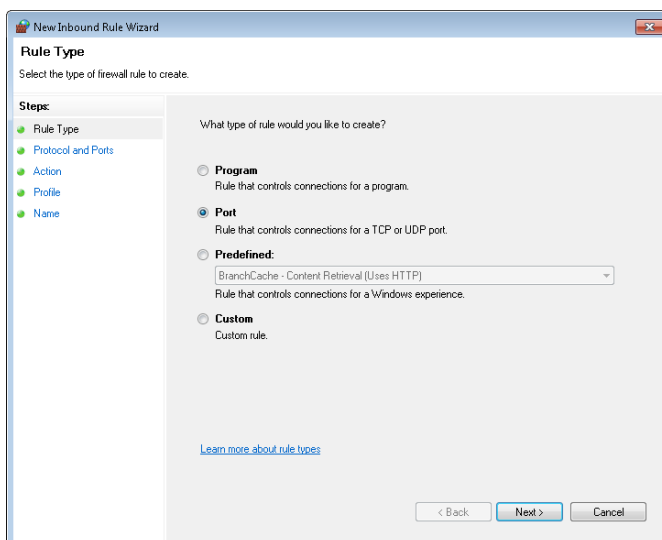 New Inbound Rule Wizard
Rule Type
Select the type of firewall rule to create.
Steps:
Rule Type
Protocol and Ports
Action
Profile
Name
What type of rule would you like to create?
Program
Rule that controls connections for a program.
Port
Rule that controls connections for a TCP or UDP port.
Predefined:
BranchCache - Content Retrieval (Uses HTTP)
Rule that controls connections for a Windows experience.
Custom
Custom rule.
Learn more about rule types
< Back
Next >
Cancel